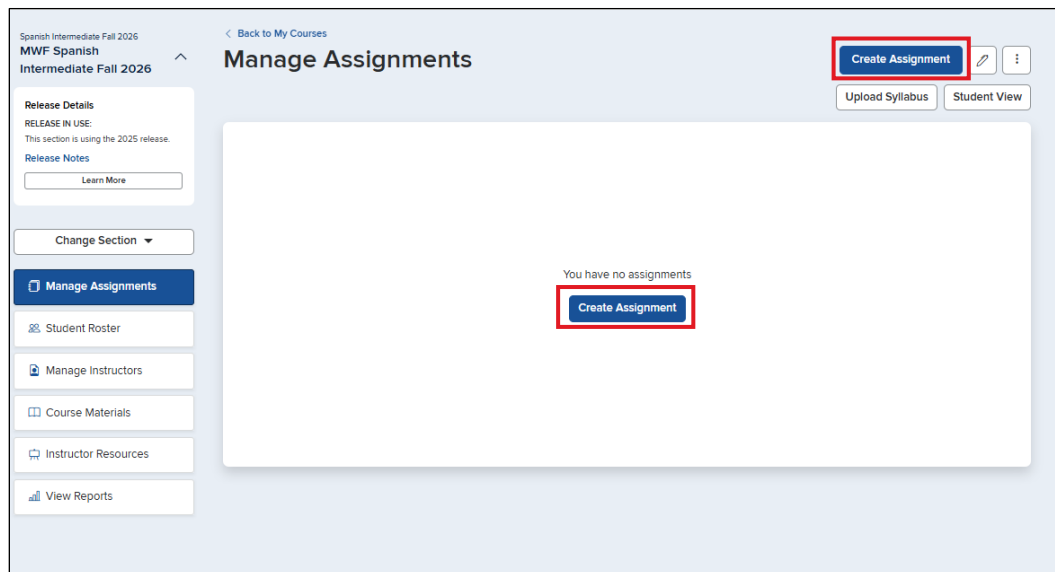 Spanish Intermediate Fall 2026
MWF Spanish
Intermediate Fall 2026
Release Details
RELEASE IN USE:
This section is using the 2025 release.
Release Notes
Learn More
Change Section
Manage Assignments
Student Roster
Manage Instructors
Course Materials
Instructor Resources
View Reports
Back to My Courses
Manage Assignments
Create Assignment
Upload Syllabus
Student View
You have no assignments
Create Assignment